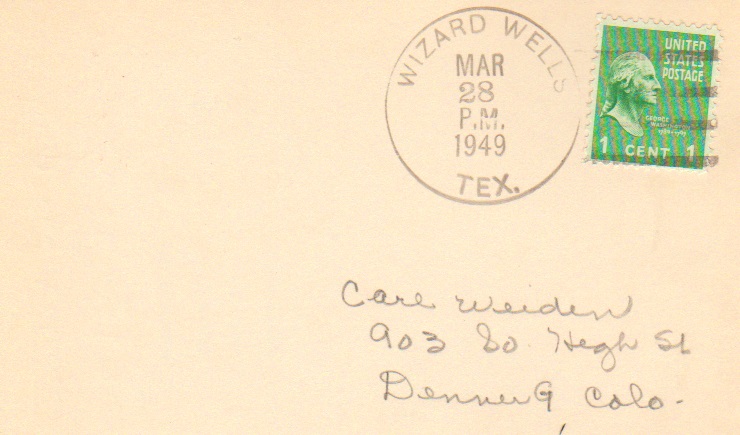 WIZARD WELLS
MAR
28
P.M.
1949
TEX.
UNITED
STATES
POSTAGE
GEORGE
WASHINGTON
1 CENT 1
Carl Weiden
903 So. High St
Denver 9 Colo.